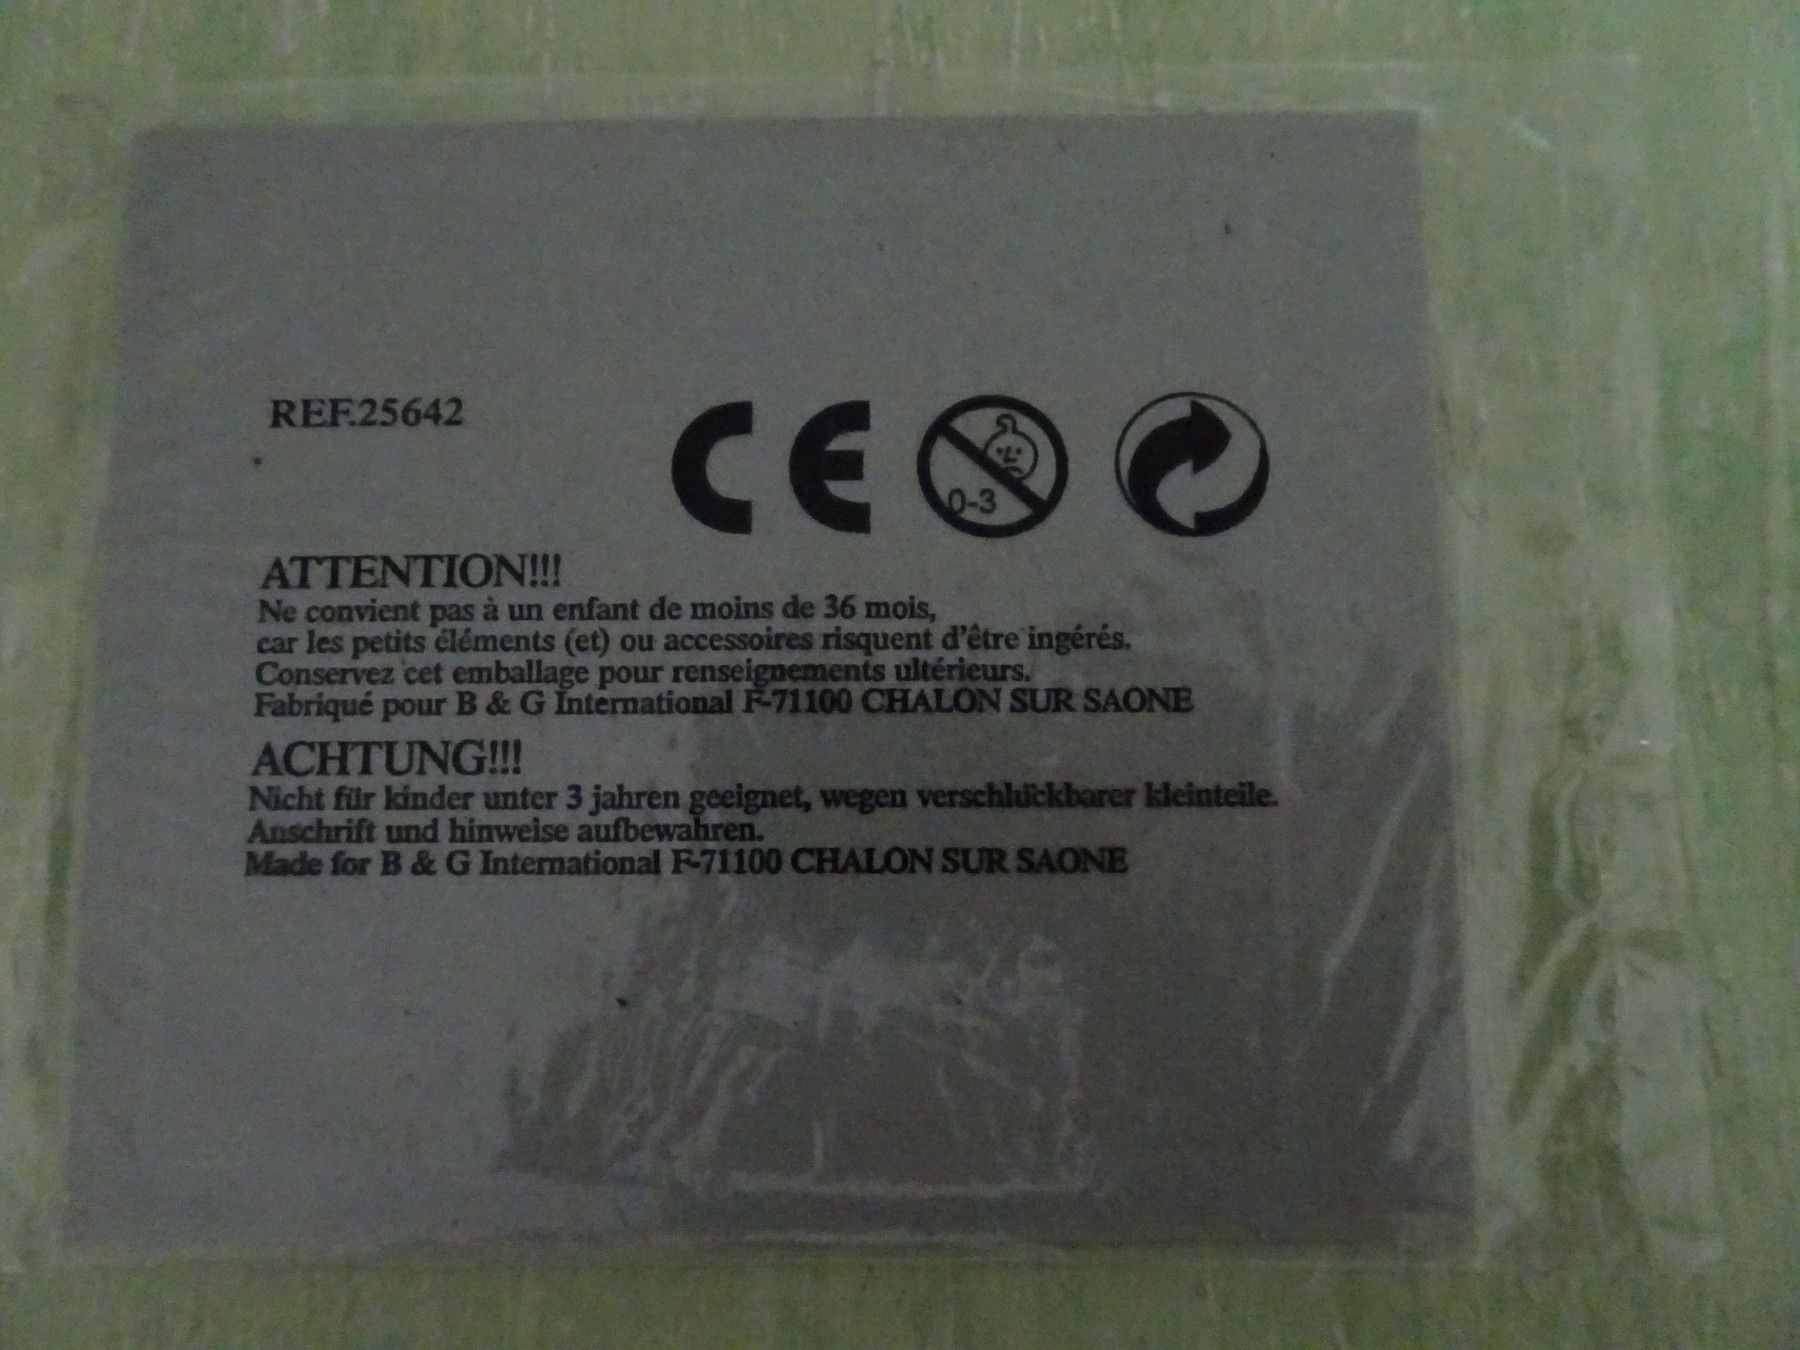 REF.25642
CE
0-3
ATTENTION!!!
Ne convient pas à un enfant de moins de 36 mois,
car les petits éléments (et) ou accessoires risquent d'être ingérés.
Conservez cet emballage pour renseignements ultérieurs.
Fabriqué pour B & G International F-71100 CHALON SUR SAONE
ACHTUNG!!!
Nicht für kinder unter 3 jahren geeignet, wegen verschlückbarer kleinteile.
Anschrift und hinweise aufbewahren.
Made for B & G International F-71100 CHALON SUR SAONE